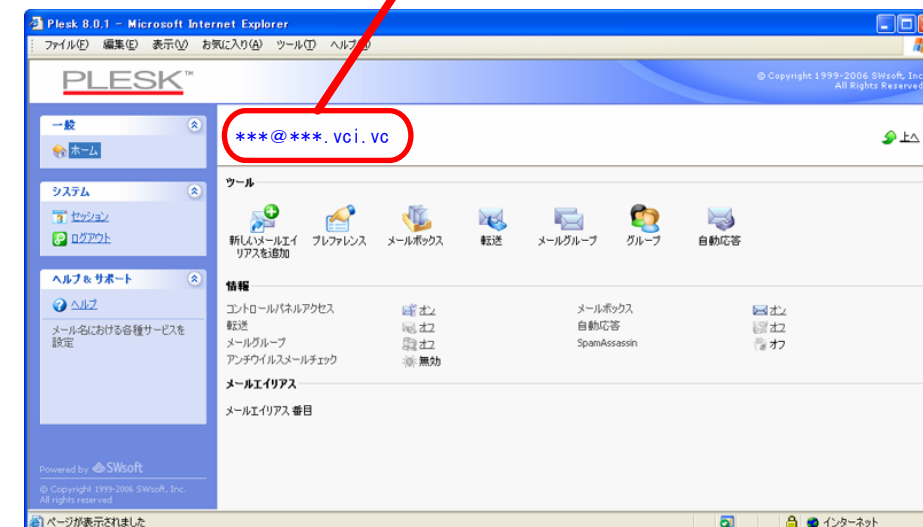 Plesk 8.0.1 - Microsoft Internet Explorer
ファイル(F) 編集(E) 表示(V) お気に入り(A) ツール(T)
PLESK™
© Copyright 1999-2006 SWsoft, Inc
All Rights Reserved
一般
ホーム
***@***.vci.vc
上へ
システム
セッション
ログアウト
ツール
新しいメールエイ
リアスを追加
プレファレンス
メールボックス
転送
メールグループ
グループ
自動応答
ヘルプ & サポート
ヘルプ
メール名における各種サービスを
設定
情報
コントロールパネルアクセス オン メールボックス オン
転送 オフ 自動応答 オフ
メールグループ オフ SpamAssassin オフ
アンチウイルスメールチェック 無効
メールエイリアス
メールエイリアス 番目
Powered by SWsoft
© Copyright 1999-2006 SWsoft, Inc.
All rights reserved
ページが表示されました インターネット